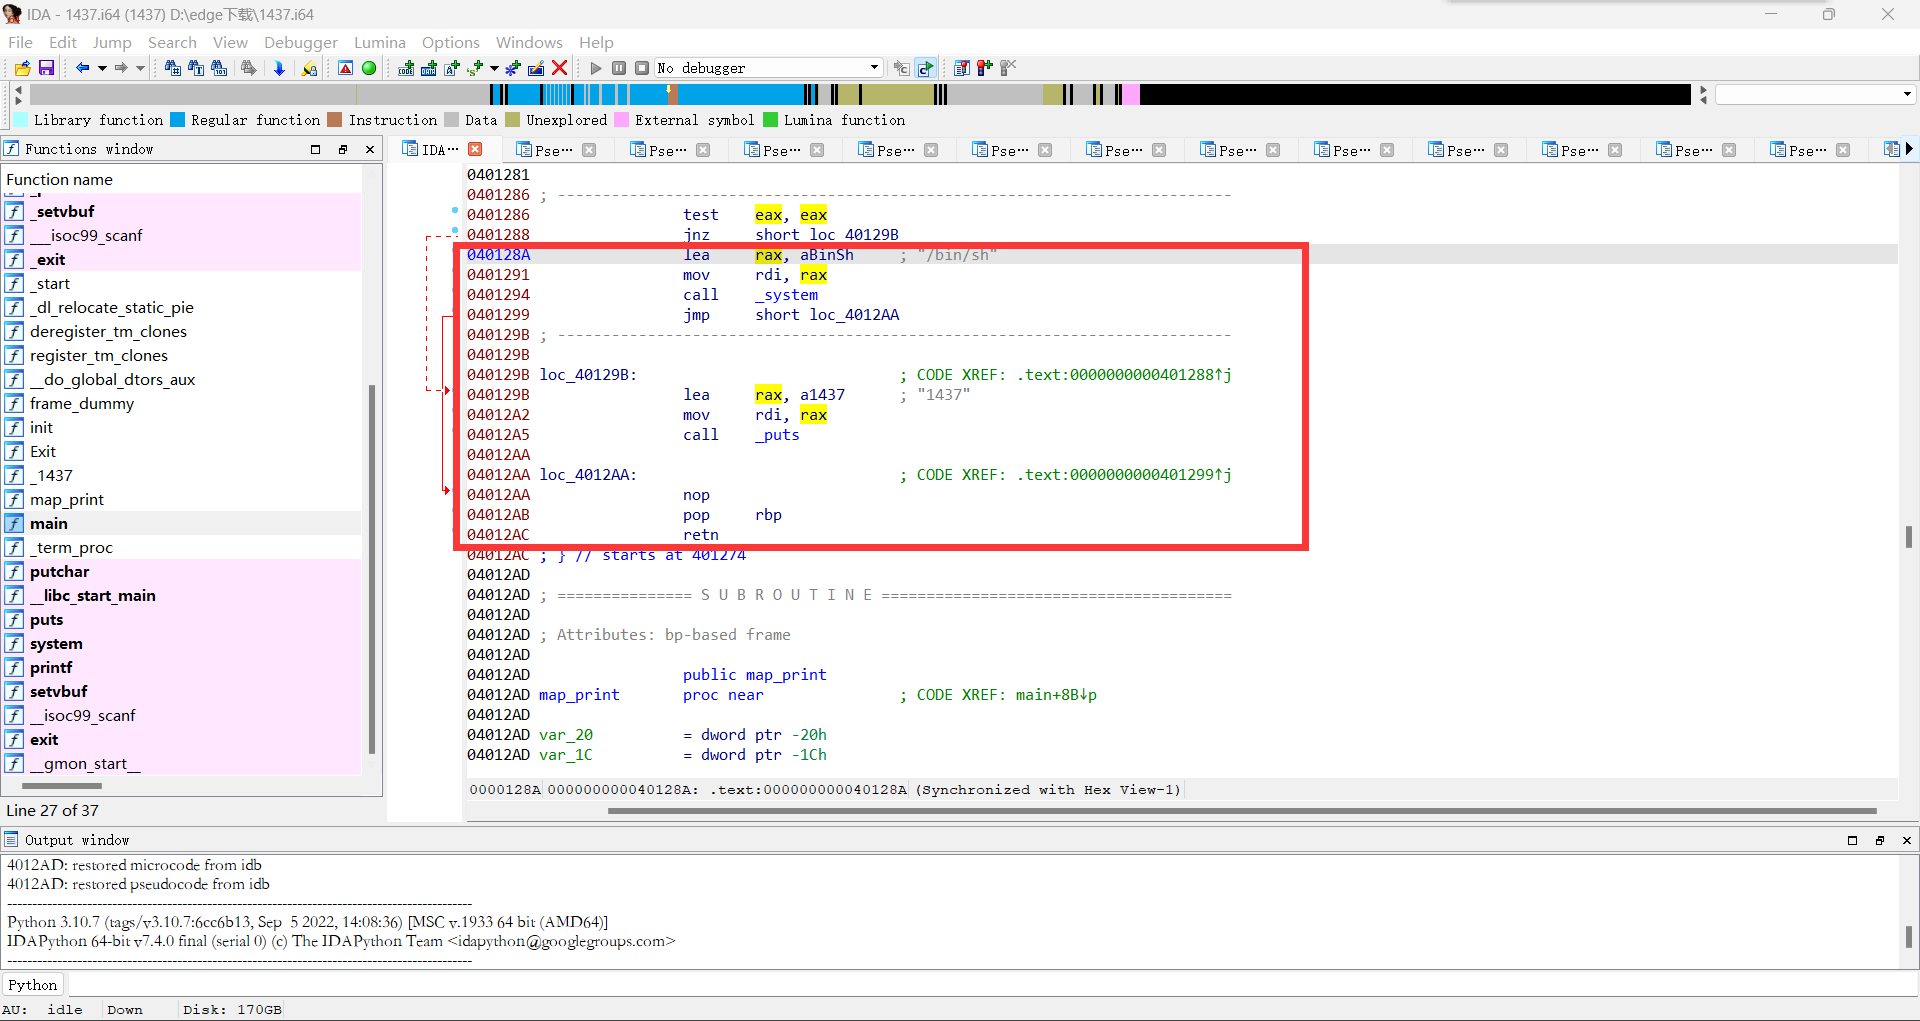 IDA - 1437.i64 (1437) D:\edge下载\1437.i64
File Edit Jump Search View Debugger Lumina Options Windows Help
No debugger
Library function Regular function Instruction Data Unexplored External symbol Lumina function
Functions window
IDA··· Pse··· Pse··· Pse··· Pse··· Pse··· Pse··· Pse··· Pse··· Pse··· Pse··· Pse··· Pse···
Function name
_setvbuf
___isoc99_scanf
_exit
_start
_dl_relocate_static_pie
deregister_tm_clones
register_tm_clones
__do_global_dtors_aux
frame_dummy
init
Exit
_1437
map_print
main
_term_proc
putchar
__libc_start_main
puts
system
printf
setvbuf
__isoc99_scanf
exit
__gmon_start__
Line 27 of 37
0401281
0401286 ; ---------------------------------------------------------------------------
0401286 test eax, eax
0401288 jnz short loc_40129B
040128A lea rax, aBinSh ; "/bin/sh"
0401291 mov rdi, rax
0401294 call _system
0401299 jmp short loc_4012AA
040129B ; ---------------------------------------------------------------------------
040129B
040129B loc_40129B: ; CODE XREF: .text:0000000000401288↑j
040129B lea rax, a1437 ; "1437"
04012A2 mov rdi, rax
04012A5 call _puts
04012AA
04012AA loc_4012AA: ; CODE XREF: .text:0000000000401299↑j
04012AA nop
04012AB pop rbp
04012AC retn
04012AC ; } // starts at 401274
04012AD
04012AD ; =============== S U B R O U T I N E =======================================
04012AD
04012AD ; Attributes: bp-based frame
04012AD
04012AD public map_print
04012AD map_print proc near ; CODE XREF: main+8B↓p
04012AD
04012AD var_20 = dword ptr -20h
04012AD var_1C = dword ptr -1Ch
0000128A 000000000040128A: .text:000000000040128A (Synchronized with Hex View-1)
Output window
4012AD: restored microcode from idb
4012AD: restored pseudocode from idb
---------------------------------------------------------------------------------------------
Python 3.10.7 (tags/v3.10.7:6cc6b13, Sep  5 2022, 14:08:36) [MSC v.1933 64 bit (AMD64)]
IDAPython 64-bit v7.4.0 final (serial 0) (c) The IDAPython Team <idapython@googlegroups.com>
---------------------------------------------------------------------------------------------
Python
AU: idle Down Disk: 170GB